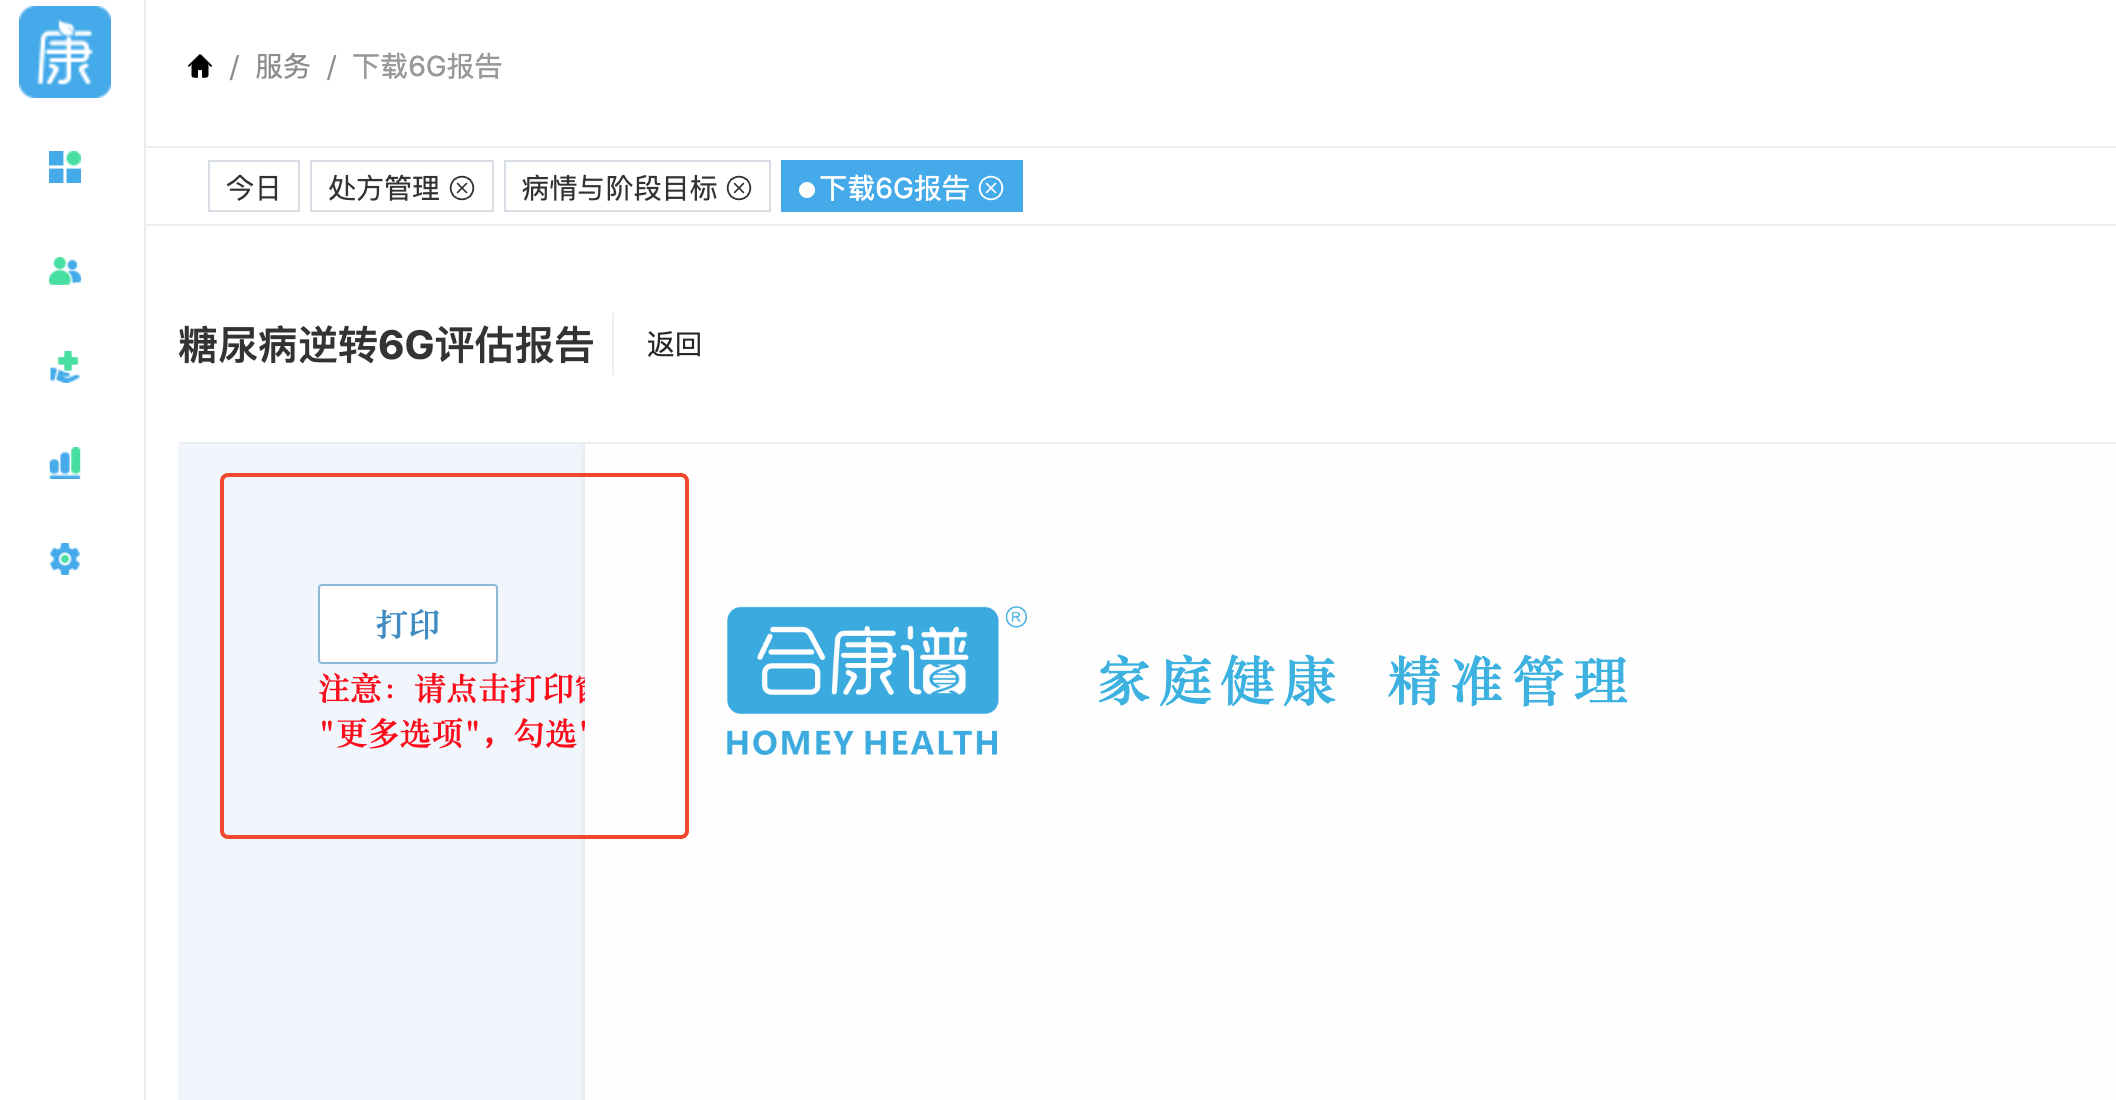 康
/ 服务 / 下载6G报告
今日 处方管理 病情与阶段目标 下载6G报告
糖尿病逆转6G评估报告 返回
打印
注意：请点击打印
"更多选项"，勾选"
合康谱®
HOMEY HEALTH
家庭健康 精准管理